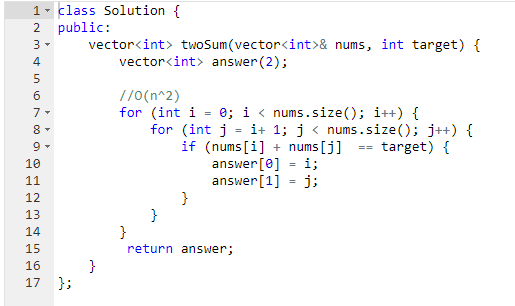 1 class Solution {
2 public:
3     vector<int> twoSum(vector<int>& nums, int target) {
4         vector<int> answer(2);
5
6         //O(n^2)
7         for (int i = 0; i < nums.size(); i++) {
8             for (int j = i+ 1; j < nums.size(); j++) {
9                 if (nums[i] + nums[j]  == target) {
10                     answer[0] = i;
11                     answer[1] = j;
12                 }
13             }
14         }
15          return answer;
16     }
17 };